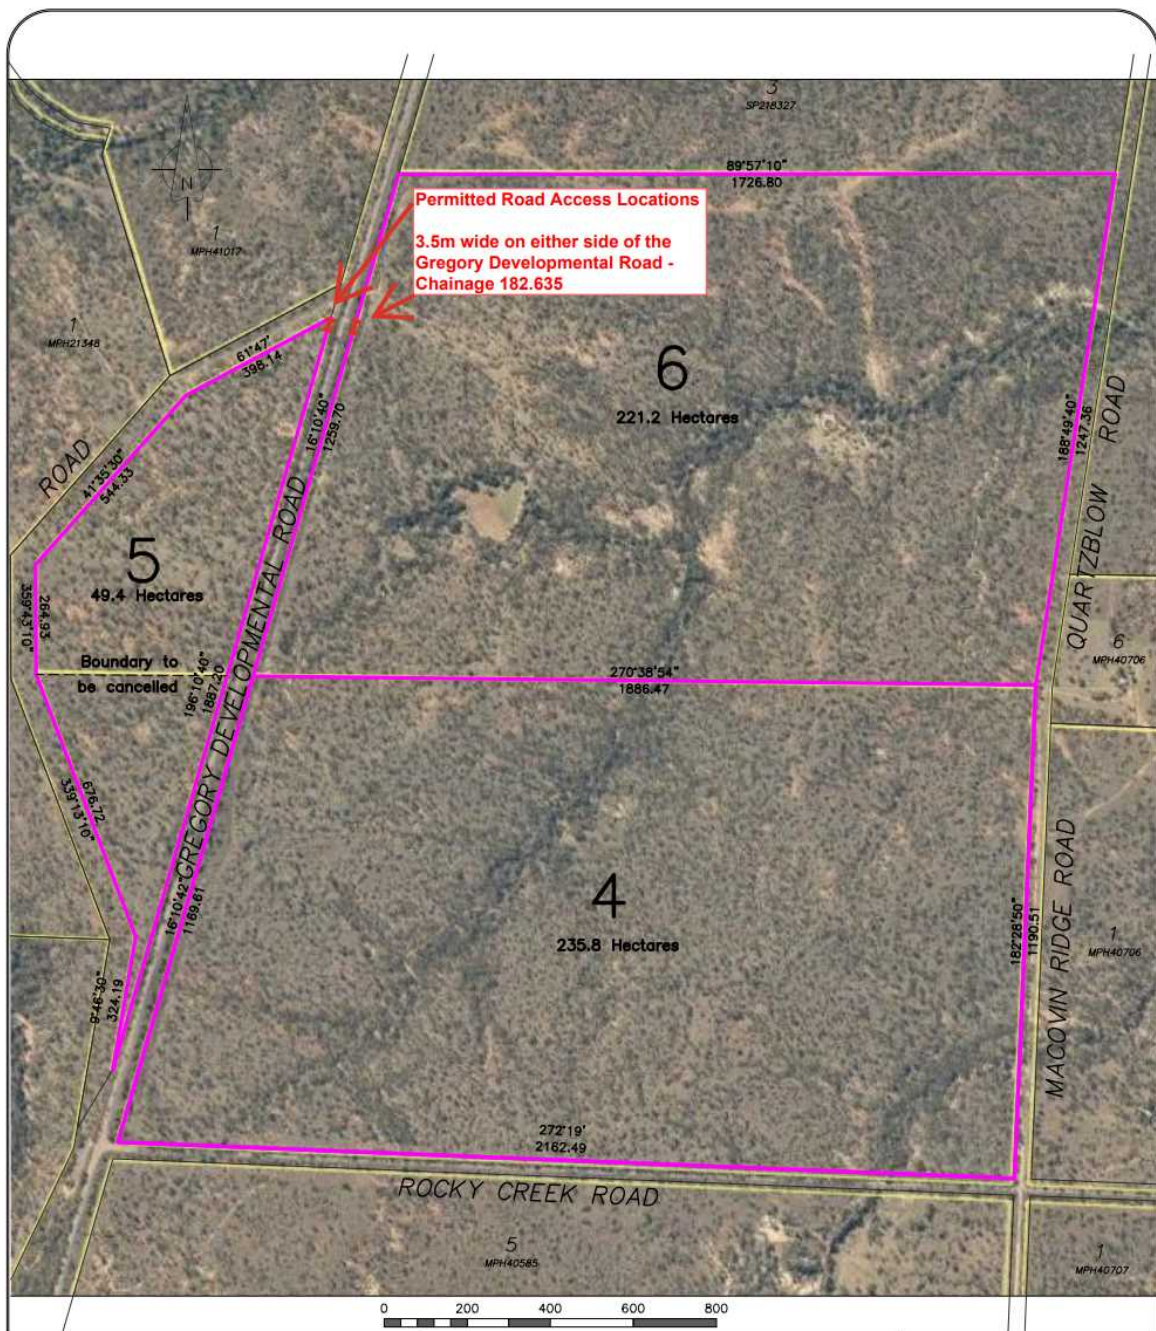 3
SP218327
89°57'10"
1726.80
N
Permitted Road Access Locations
3.5m wide on either side of the
Gregory Developmental Road -
Chainage 182.635
1
MPH41017
1
MPH21348
61°47'
398.14
6
221.2 Hectares
16°10'40"
1259.70
188°49'40"
1247.36
QUARTZBLOW ROAD
ROAD
41°35'30"
544.33
5
49.4 Hectares
264.93
359°43'10"
Boundary to
be cancelled
196°10'40"
1887.20
GREGORY DEVELOPMENTAL ROAD
270°38'54"
1886.47
6
MPH40706
676.72
339°13'10"
16°10'42"
1169.61
4
235.8 Hectares
182°28'50"
1190.51
MACOVIN RIDGE ROAD
1
MPH40706
9°46'30"
324.19
272°19'
2162.49
ROCKY CREEK ROAD
5
MPH40585
1
MPH40707
0 200 400 600 800